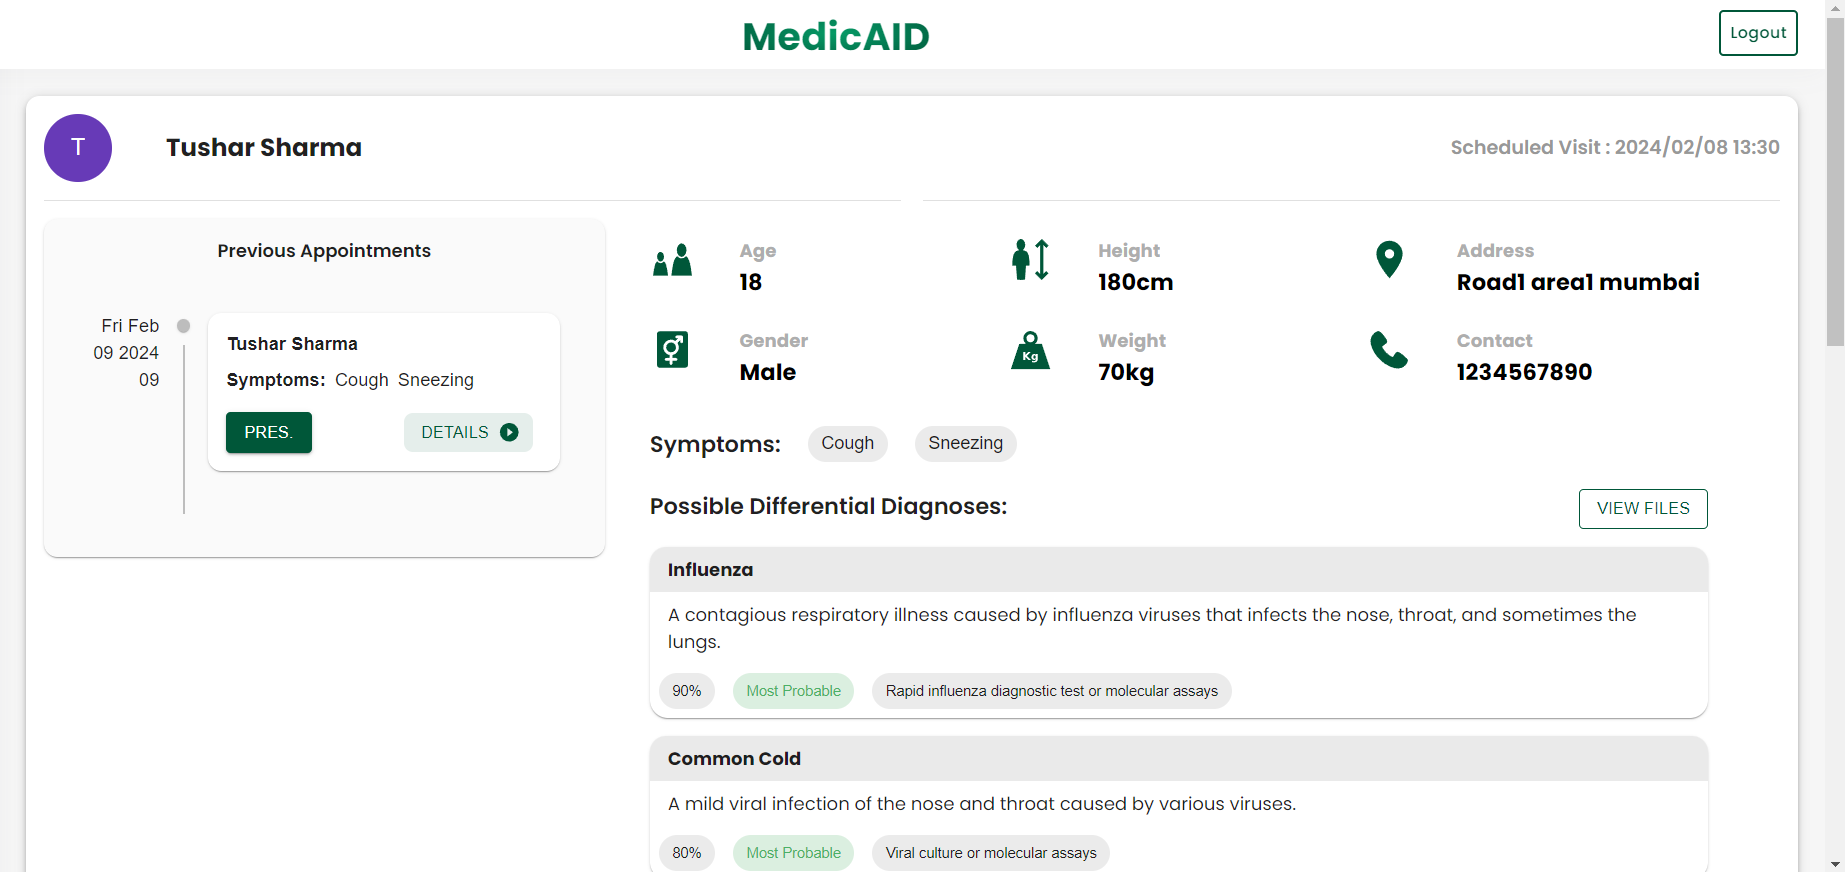 MedicAID
Logout
T
Tushar Sharma
Scheduled Visit : 2024/02/08 13:30
Previous Appointments
Fri Feb
09 2024
09
Tushar Sharma
Symptoms: Cough Sneezing
PRES.
DETAILS
Age
18
Height
180cm
Address
Road1 area1 mumbai
Gender
Male
Kg
Weight
70kg
Contact
1234567890
Symptoms:
Cough
Sneezing
Possible Differential Diagnoses:
VIEW FILES
Influenza
A contagious respiratory illness caused by influenza viruses that infects the nose, throat, and sometimes the
lungs.
90%
Most Probable
Rapid influenza diagnostic test or molecular assays
Common Cold
A mild viral infection of the nose and throat caused by various viruses.
80%
Most Probable
Viral culture or molecular assays